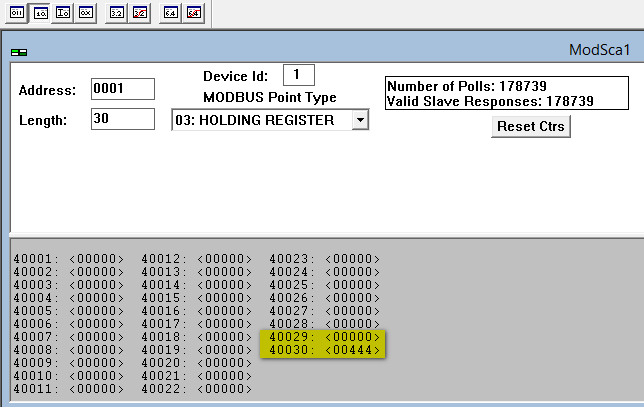 ModSca1
Address: 0001
Device Id: 1
MODBUS Point Type
Length: 30
03: HOLDING REGISTER
Number of Polls: 178739
Valid Slave Responses: 178739
Reset Ctrs
40001: <00000> 40012: <00000> 40023: <00000>
40002: <00000> 40013: <00000> 40024: <00000>
40003: <00000> 40014: <00000> 40025: <00000>
40004: <00000> 40015: <00000> 40026: <00000>
40005: <00000> 40016: <00000> 40027: <00000>
40006: <00000> 40017: <00000> 40028: <00000>
40007: <00000> 40018: <00000> 40029: <00000>
40008: <00000> 40019: <00000> 40030: <00444>
40009: <00000> 40020: <00000>
40010: <00000> 40021: <00000>
40011: <00000> 40022: <00000>